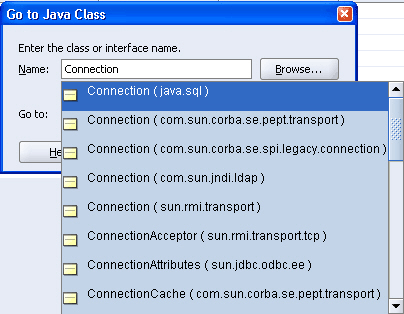 Go to Java Class
Enter the class or interface name.
Name: Connection Browse...
Connection ( java.sql )
Connection ( com.sun.corba.se.pept.transport )
Go to:
Connection ( com.sun.corba.se.spi.legacy.connection )
He
Connection ( com.sun.jndi.ldap )
Connection ( sun.rmi.transport )
ConnectionAcceptor ( sun.rmi.transport.tcp )
ConnectionAttributes ( sun.jdbc.odbc.ee )
ConnectionCache ( com.sun.corba.se.pept.transport )